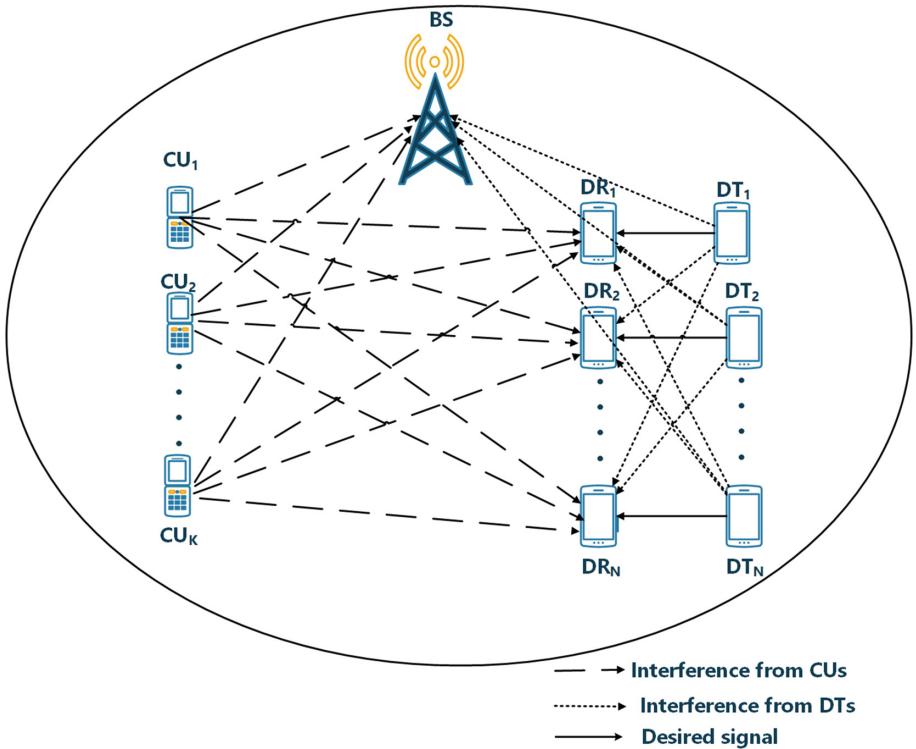 BS
CU₁
DR₁
DT₁
CU₂
DR₂
DT₂
CUₖ
DRₙ
DTₙ
Interference from CUs
Interference from DTs
Desired signal